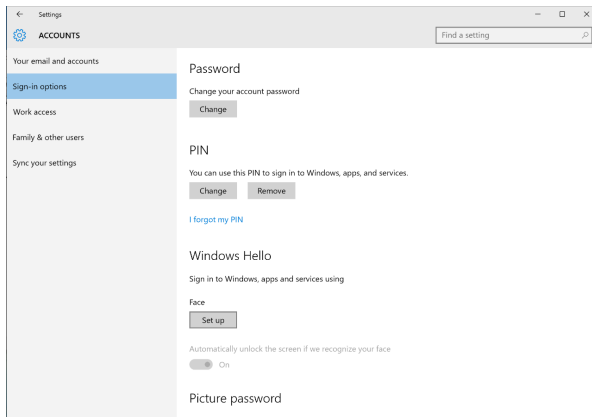 Settings
ACCOUNTS
Find a setting
Your email and accounts
Sign-in options
Work access
Family & other users
Sync your settings
Password
Change your account password
Change
PIN
You can use this PIN to sign in to Windows, apps, and services.
Change Remove
I forgot my PIN
Windows Hello
Sign in to Windows, apps and services using
Face
Set up
Automatically unlock the screen if we recognize your face
On
Picture password